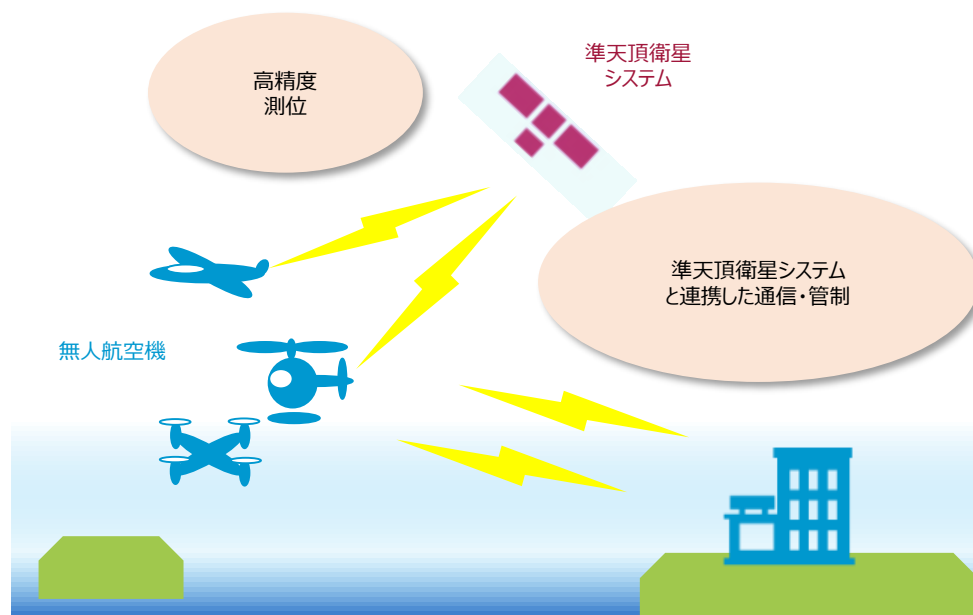 高精度
測位
準天頂衛星
システム
準天頂衛星システム
と連携した通信・管制
無人航空機